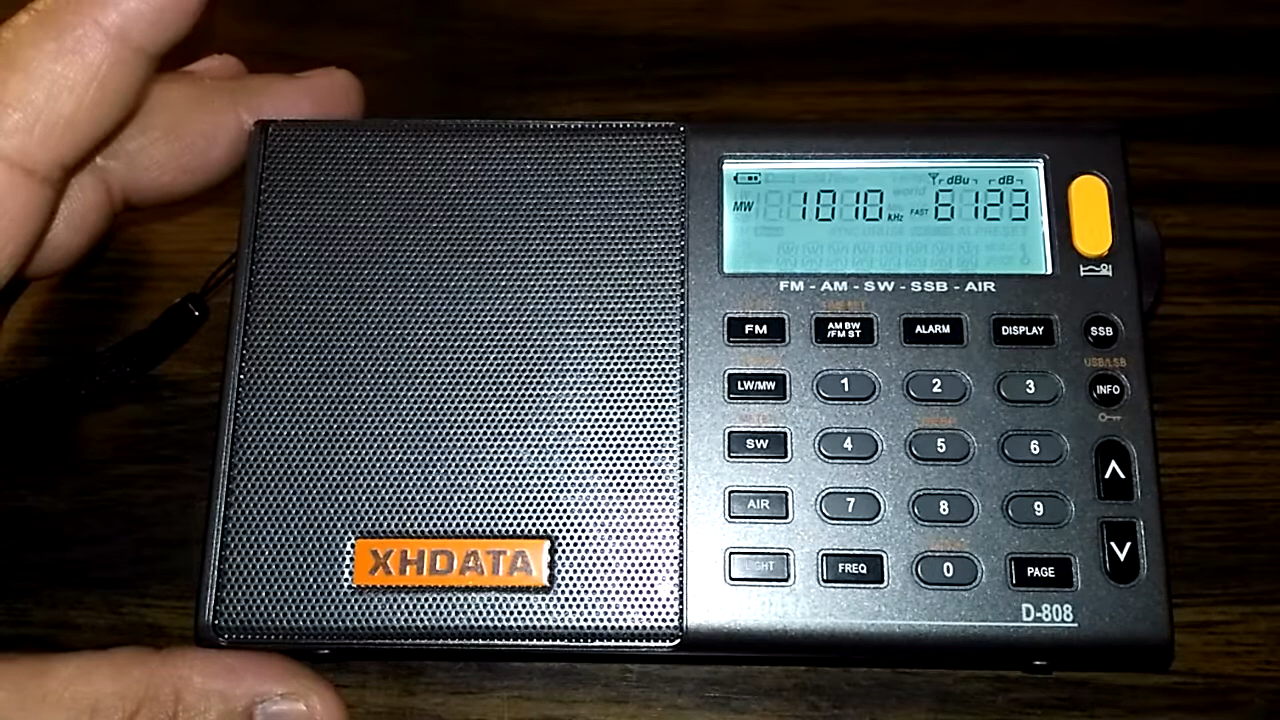 dBu dB
MW 1010 kHz FAST 6123
FM - AM - SW - SSB - AIR
FM AM BW /FM ST ALARM DISPLAY SSB
USB/LSB
LW/MW 1 2 3 INFO
SW 4 5 6
AIR 7 8 9
LIGHT FREQ 0 PAGE
XHDATA
D-808